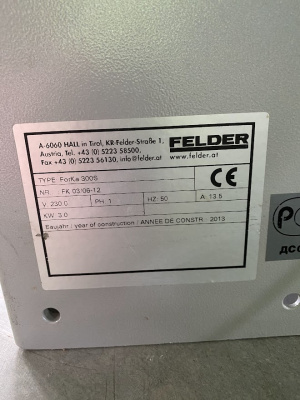 A-6060 HALL in Tirol, KR-Felder-Straße 1,
Austria, Tel. +43 (0) 5223 58500,
Fax +43 (0) 5223 56130, info@felder.at
FELDER
www.felder.at
TYPE: ForKa 300S
NR.: FK 03/06-12
CE
V: 230.0 PH: 1 HZ: 50 A: 13.5
KW: 3.0
Baujahr: | year of construction: | ANNEE DE CONSTR.: 2013